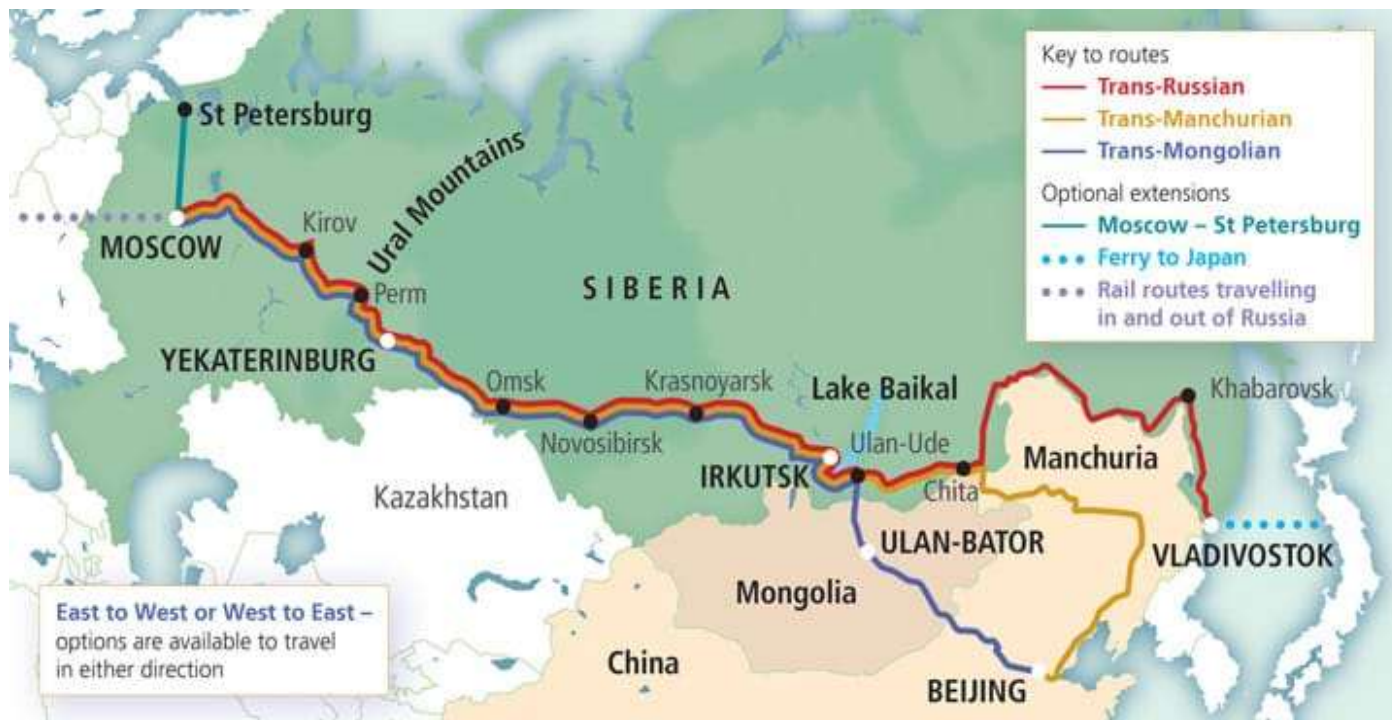 Key to routes
Trans-Russian
Trans-Manchurian
Trans-Mongolian
Optional extensions
Moscow – St Petersburg
Ferry to Japan
Rail routes travelling
in and out of Russia
St Petersburg
Ural Mountains
MOSCOW
Kirov
Perm
SIBERIA
YEKATERINBURG
Omsk
Novosibirsk
Krasnoyarsk
Lake Baikal
Khabarovsk
IRKUTSK
Ulan-Ude
Chita
Manchuria
Kazakhstan
ULAN-BATOR
VLADIVOSTOK
Mongolia
China
BEIJING
East to West or West to East –
options are available to travel
in either direction